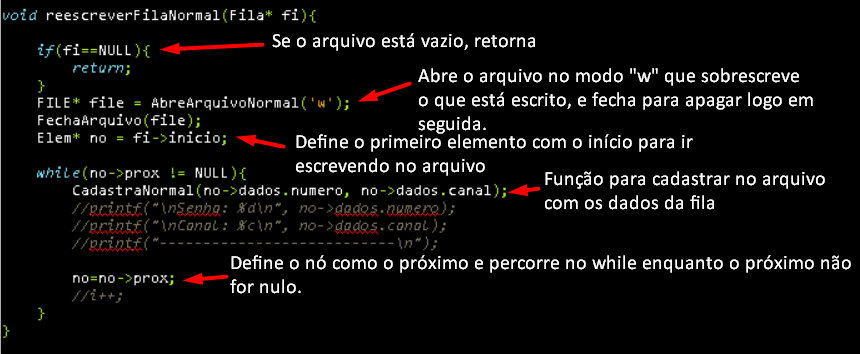 void reescreverFilaNormal(Fila* fi){
if(fi==NULL){
Se o arquivo está vazio, retorna
return;
}
Abre o arquivo no modo "w" que sobrescreve
o que está escrito, e fecha para apagar logo em
seguida.
FILE* file = AbreArquivoNormal('w');
FechaArquivo(file);
Elem* no = fi->inicio;
Define o primeiro elemento com o início para ir
escrevendo no arquivo
while(no->prox != NULL){
CadastraNormal(no->dados.numero, no->dados.canal);
Função para cadastrar no arquivo
com os dados da fila
//printf("\nSenha: %d\n", no->dados.numero);
//printf("\nCanal: %c\n", no->dados.canal);
//printf("---------------------------\n");
Define o nó como o próximo e percorre no while enquanto o próximo não
for nulo.
no=no->prox;
//i++;
}
}